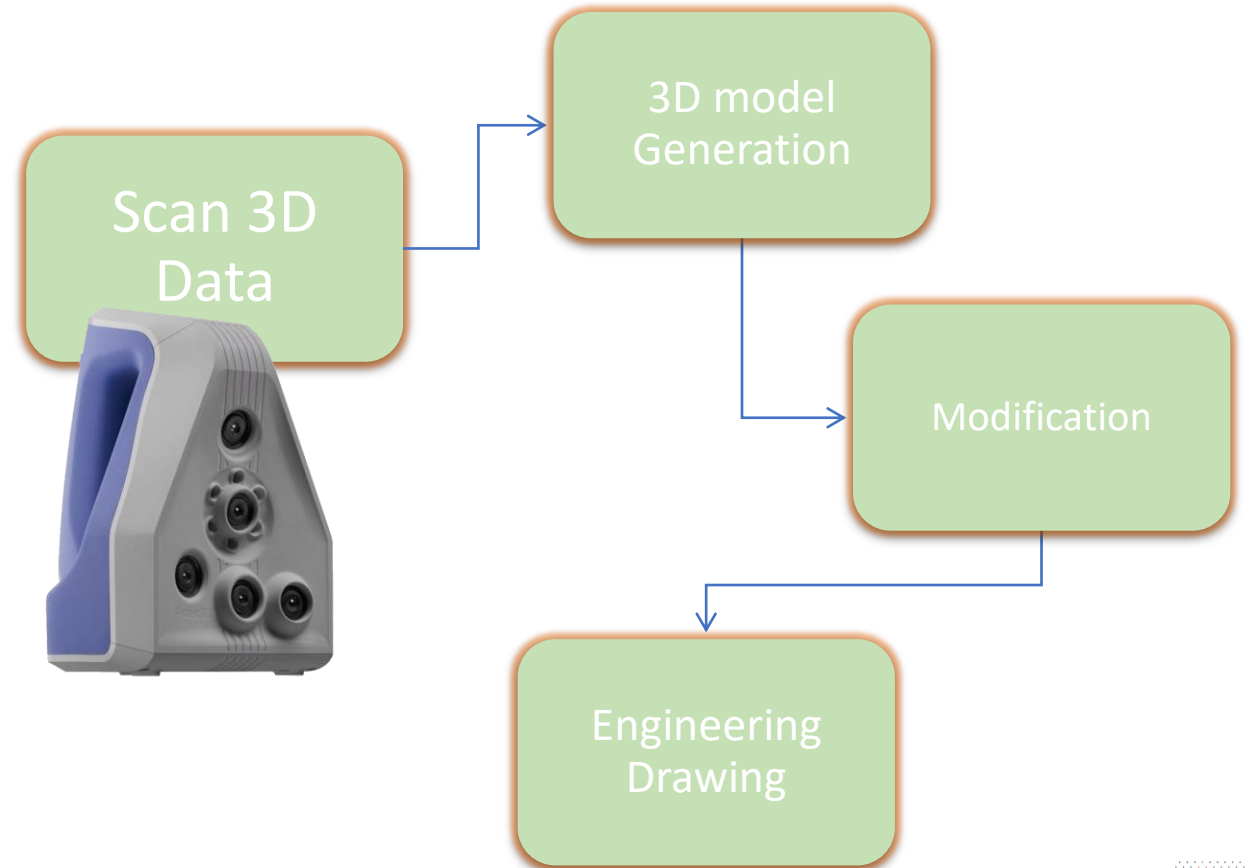 Scan 3D
Data
3D model
Generation
Modification
Engineering
Drawing